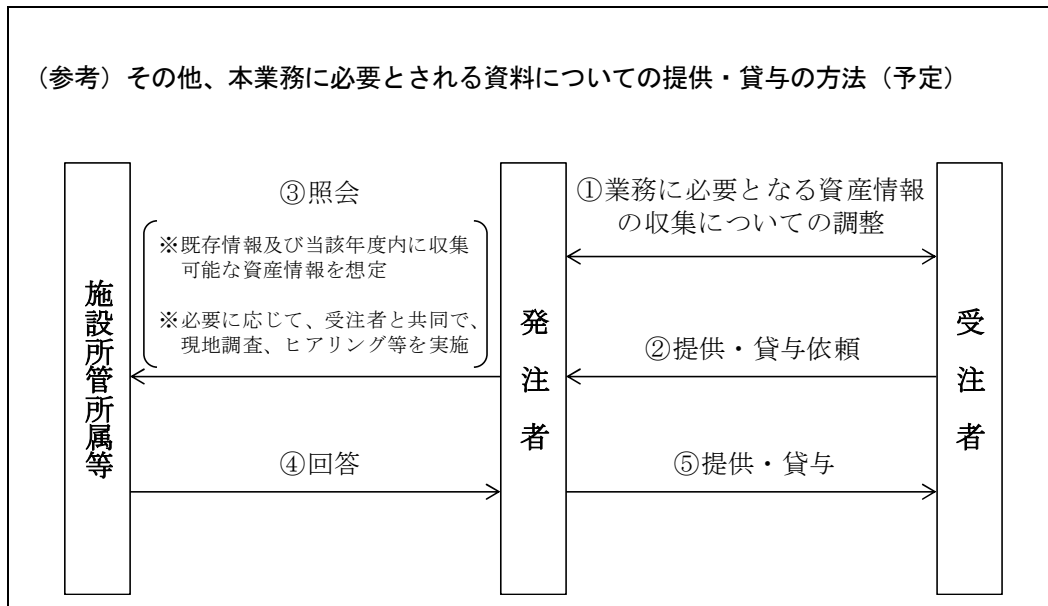 （参考）その他、本業務に必要とされる資料についての提供・貸与の方法（予定）
施設所管所属等
③照会
※既存情報及び当該年度内に収集
可能な資産情報を想定
※必要に応じて、受注者と共同で、
現地調査、ヒアリング等を実施
④回答
発注者
①業務に必要となる資産情報
の収集についての調整
②提供・貸与依頼
⑤提供・貸与
受注者